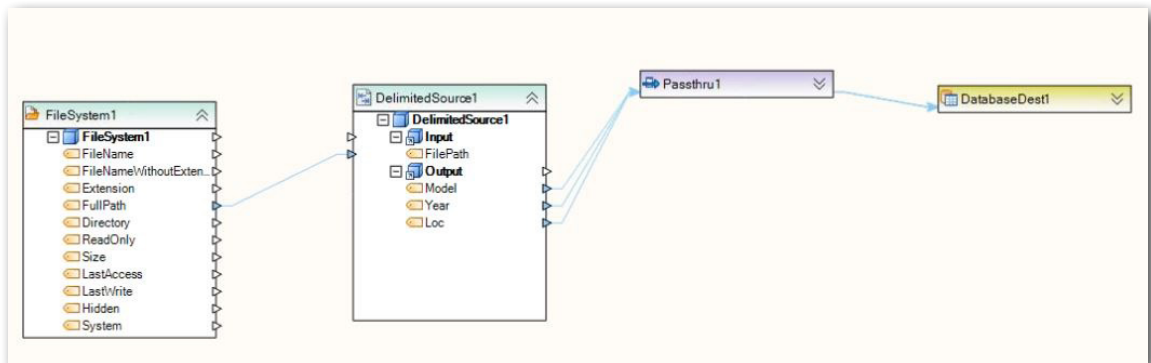 FileSystem1
FileSystem1
FileName
FileNameWithoutExten...
Extension
FullPath
Directory
ReadOnly
Size
LastAccess
LastWrite
Hidden
System
DelimitedSource1
DelimitedSource1
Input
FilePath
Output
Model
Year
Loc
Passthru1
DatabaseDest1